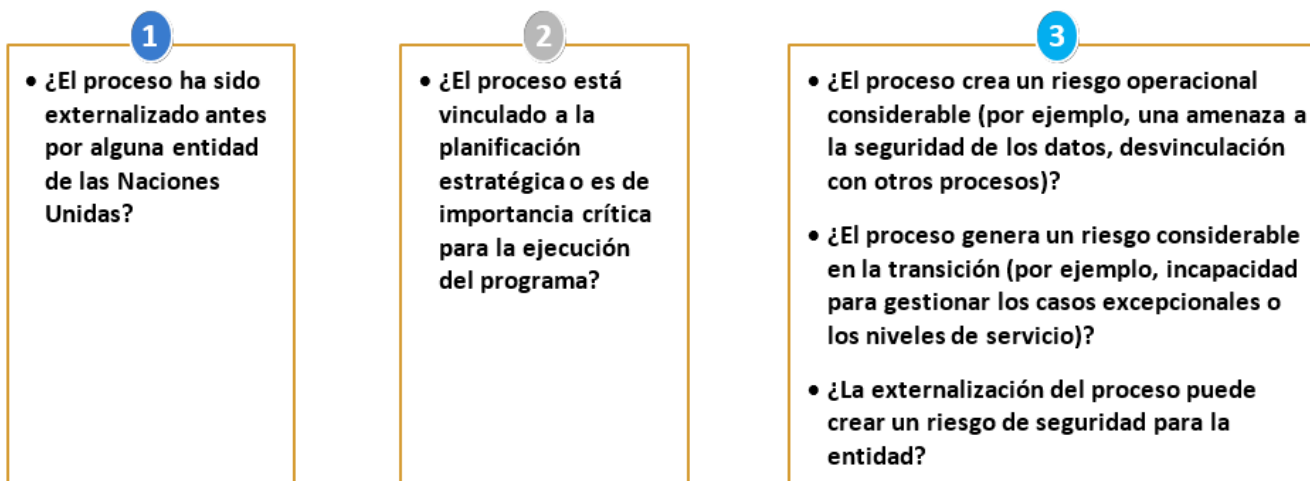 1
• ¿El proceso ha sido
externalizado antes
por alguna entidad
de las Naciones
Unidas?
2
• ¿El proceso está
vinculado a la
planificación
estratégica o es de
importancia crítica
para la ejecución
del programa?
3
• ¿El proceso crea un riesgo operacional
considerable (por ejemplo, una amenaza a
la seguridad de los datos, desvinculación
con otros procesos)?
• ¿El proceso genera un riesgo considerable
en la transición (por ejemplo, incapacidad
para gestionar los casos excepcionales o
los niveles de servicio)?
• ¿La externalización del proceso puede
crear un riesgo de seguridad para la
entidad?